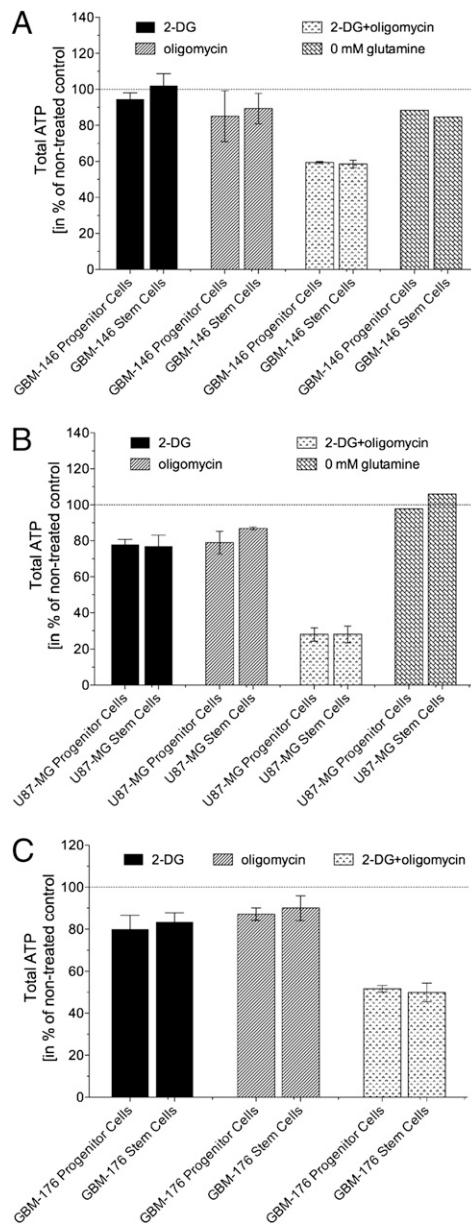 A
2-DG
2-DG+oligomycin
oligomycin
0 mM glutamine
Total ATP
[in % of non-treated control]
140
120
100
80
60
40
20
0
GBM-146 Progenitor Cells
GBM-146 Stem Cells
GBM-146 Progenitor Cells
GBM-146 Stem Cells
GBM-146 Progenitor Cells
GBM-146 Stem Cells
GBM-146 Progenitor Cells
GBM-146 Stem Cells
B
2-DG
2-DG+oligomycin
oligomycin
0 mM glutamine
Total ATP
[in % of non-treated control]
140
120
100
80
60
40
20
0
U87-MG Progenitor Cells
U87-MG Stem Cells
U87-MG Progenitor Cells
U87-MG Stem Cells
U87-MG Progenitor Cells
U87-MG Stem Cells
U87-MG Progenitor Cells
U87-MG Stem Cells
C
2-DG
oligomycin
2-DG+oligomycin
Total ATP
[in % of non-treated control]
120
100
80
60
40
20
0
GBM-176 Progenitor Cells
GBM-176 Stem Cells
GBM-176 Progenitor Cells
GBM-176 Stem Cells
GBM-176 Progenitor Cells
GBM-176 Stem Cells